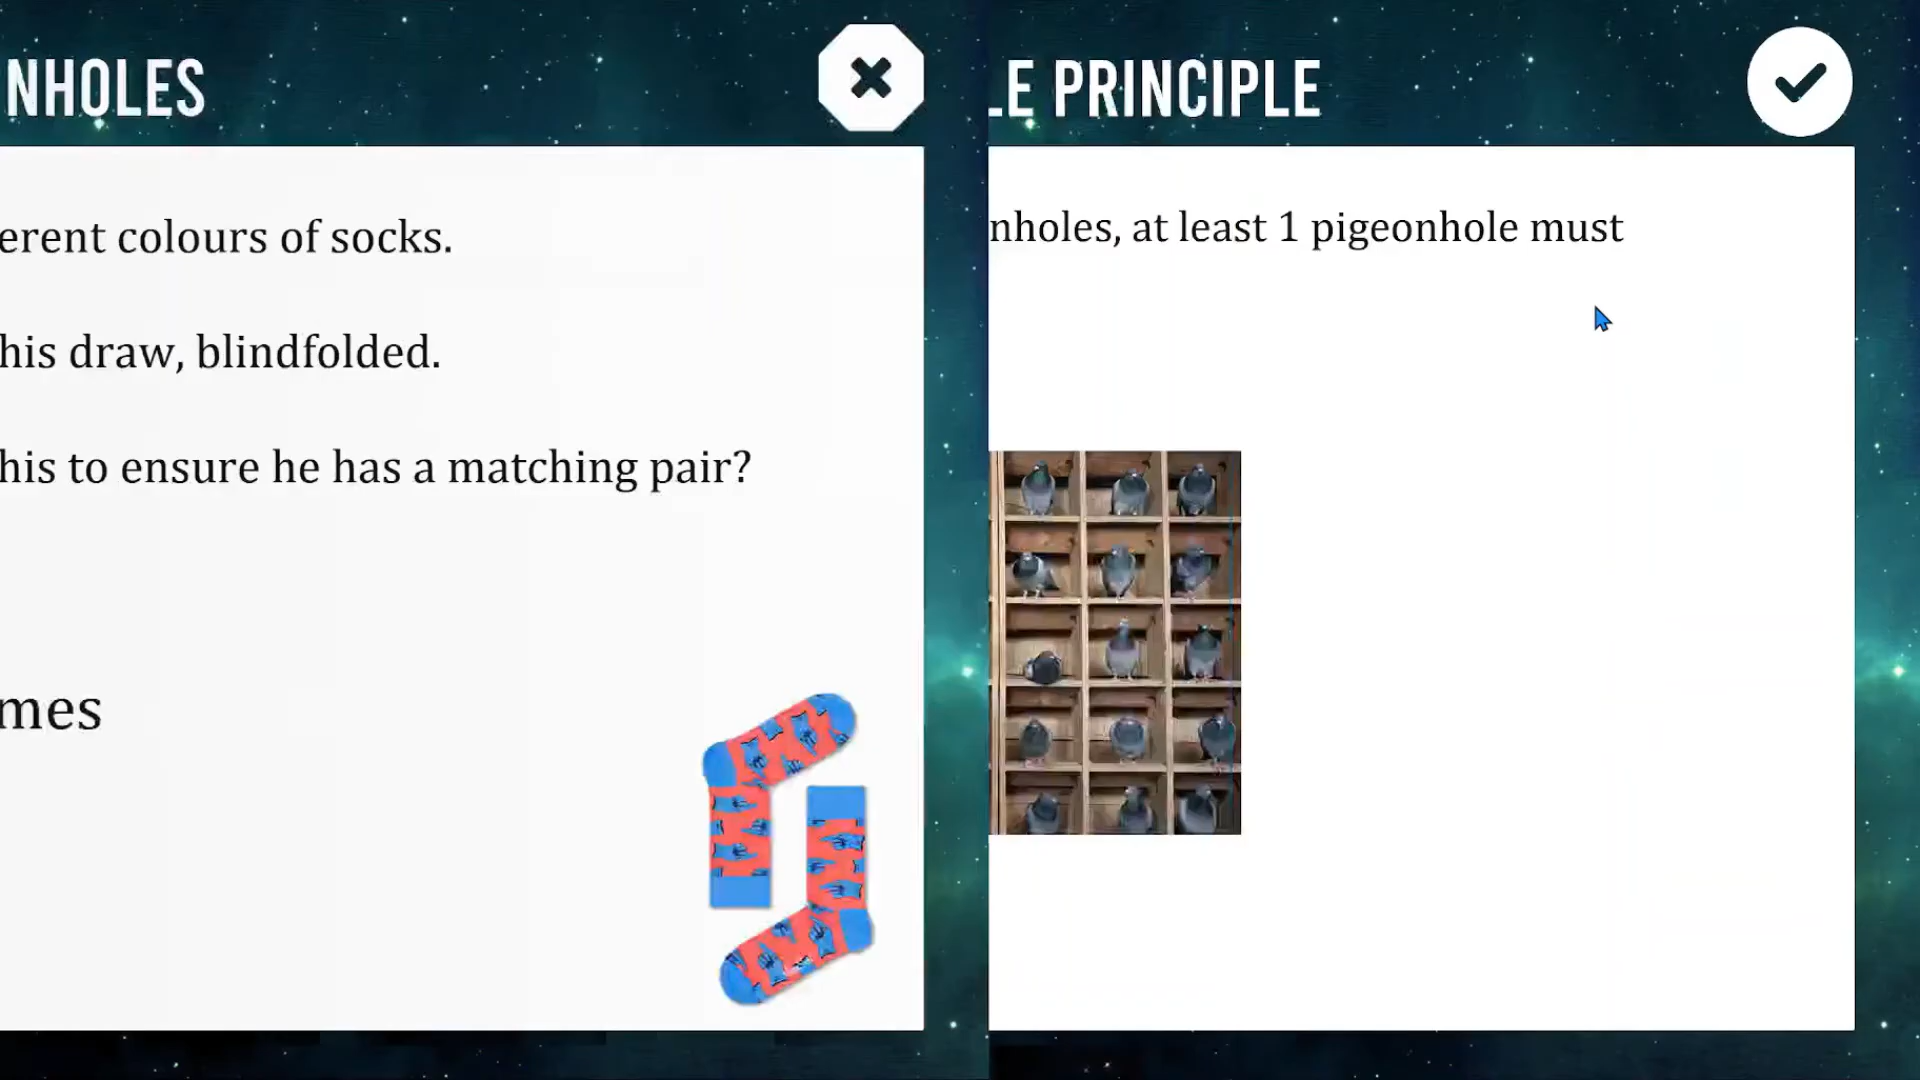 NHOLES
erent colours of socks.
his draw, blindfolded.
his to ensure he has a matching pair?
mes
LE PRINCIPLE
nholes, at least 1 pigeonhole must